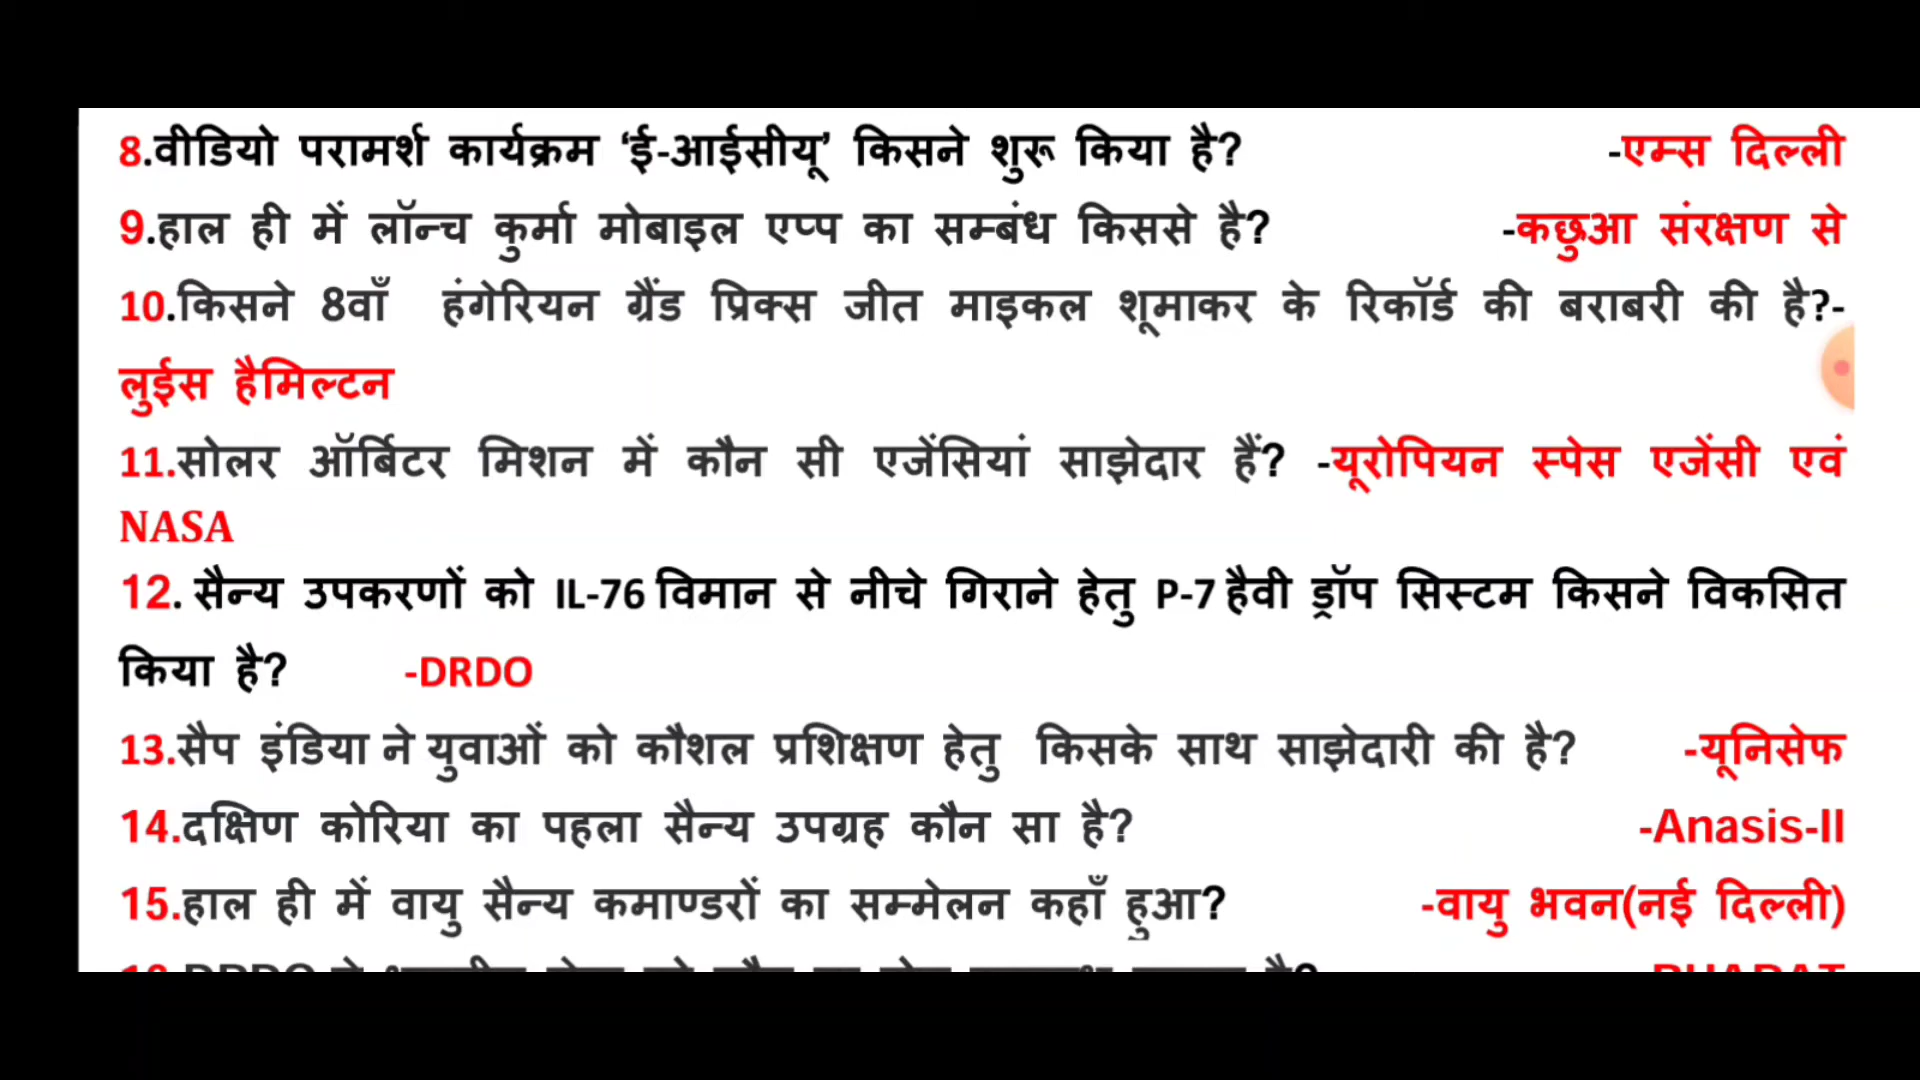 8.वीडियो परामर्श कार्यक्रम ‘ई-आईसीयू’ किसने शुरू किया है? -एम्स दिल्ली
9.हाल ही में लॉन्च कुर्मा मोबाइल एप्प का सम्बंध किससे है? -कछुआ संरक्षण से
10.किसने 8वाँ हंगेरियन ग्रैंड प्रिक्स जीत माइकल शूमाकर के रिकॉर्ड की बराबरी की है?-
लुईस हैमिल्टन
11.सोलर ऑर्बिटर मिशन में कौन सी एजेंसियां साझेदार हैं? -यूरोपियन स्पेस एजेंसी एवं
NASA
12. सैन्य उपकरणों को IL-76 विमान से नीचे गिराने हेतु P-7 हैवी ड्रॉप सिस्टम किसने विकसित
किया है? -DRDO
13.सैप इंडिया ने युवाओं को कौशल प्रशिक्षण हेतु किसके साथ साझेदारी की है? -यूनिसेफ
14.दक्षिण कोरिया का पहला सैन्य उपग्रह कौन सा है? -Anasis-II
15.हाल ही में वायु सैन्य कमाण्डरों का सम्मेलन कहाँ हुआ? -वायु भवन(नई दिल्ली)